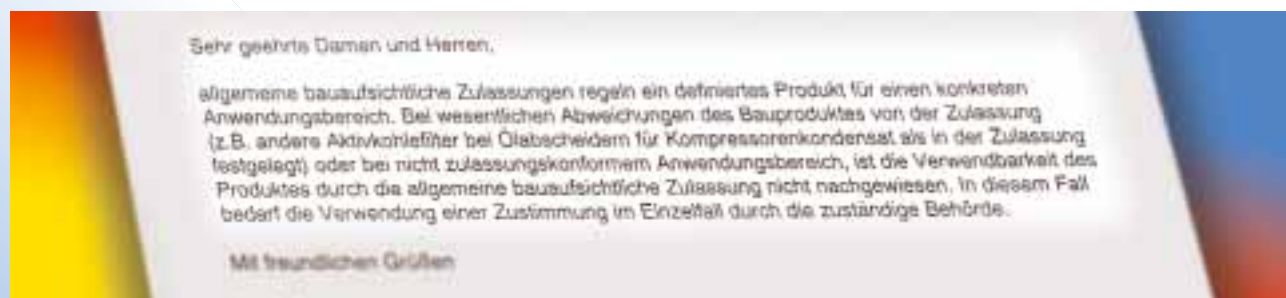 Sehr geehrte Damen und Herren,
allgemeine bauaufsichtliche Zulassungen regeln ein definiertes Produkt für einen konkreten
Anwendungsbereich. Bei wesentlichen Abweichungen des Bauproduktes von der Zulassung
(z.B. andere Aktivkohlefilter bei Ölabscheidern für Kompressorenkondensat als in der Zulassung
festgelegt) oder bei nicht zulassungskonformem Anwendungsbereich, ist die Verwendbarkeit des
Produktes durch die allgemeine bauaufsichtliche Zulassung nicht nachgewiesen. In diesem Fall
bedarf die Verwendung einer Zustimmung im Einzelfall durch die zuständige Behörde.
Mit freundlichen Grüßen